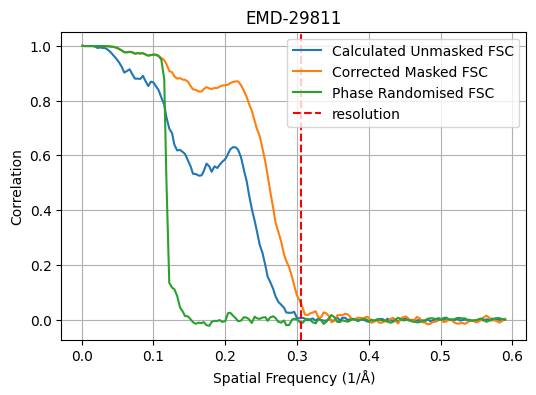 EMD-29811
Calculated Unmasked FSC
Corrected Masked FSC
Phase Randomised FSC
resolution
Correlation
1.0
0.8
0.6
0.4
0.2
0.0
0.0 0.1 0.2 0.3 0.4 0.5 0.6
Spatial Frequency (1/Å)